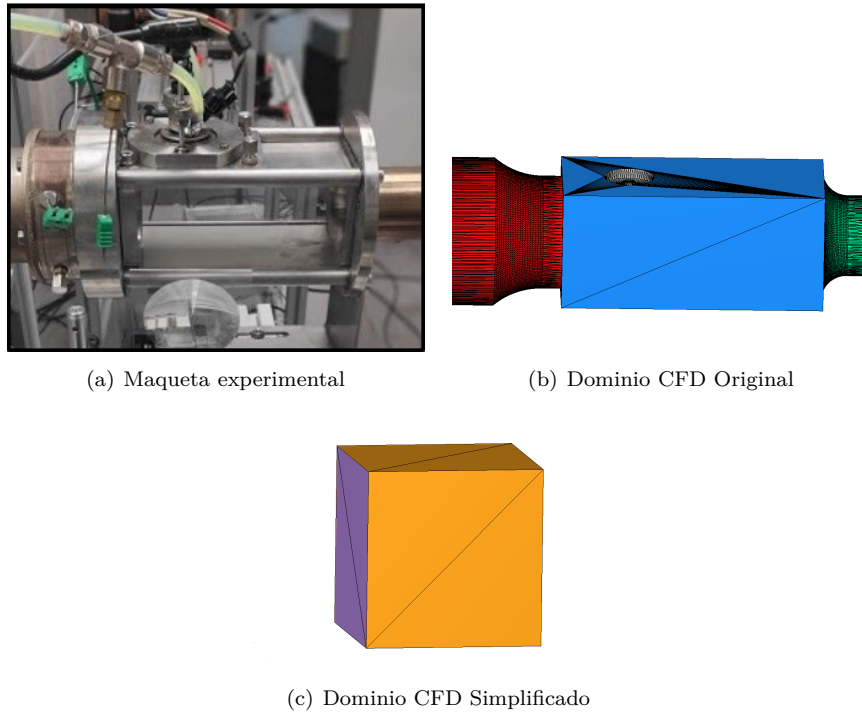 (a) Maqueta experimental
(b) Dominio CFD Original
(c) Dominio CFD Simplificado